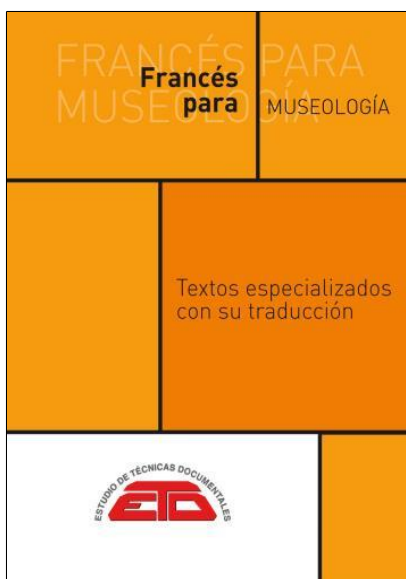 FRANCÉS PARA
MUSEOLOGÍA
Francés
para
MUSEOLOGÍA
Textos especializados
con su traducción
ESTUDIO DE TÉCNICAS DOCUMENTALES
ETD